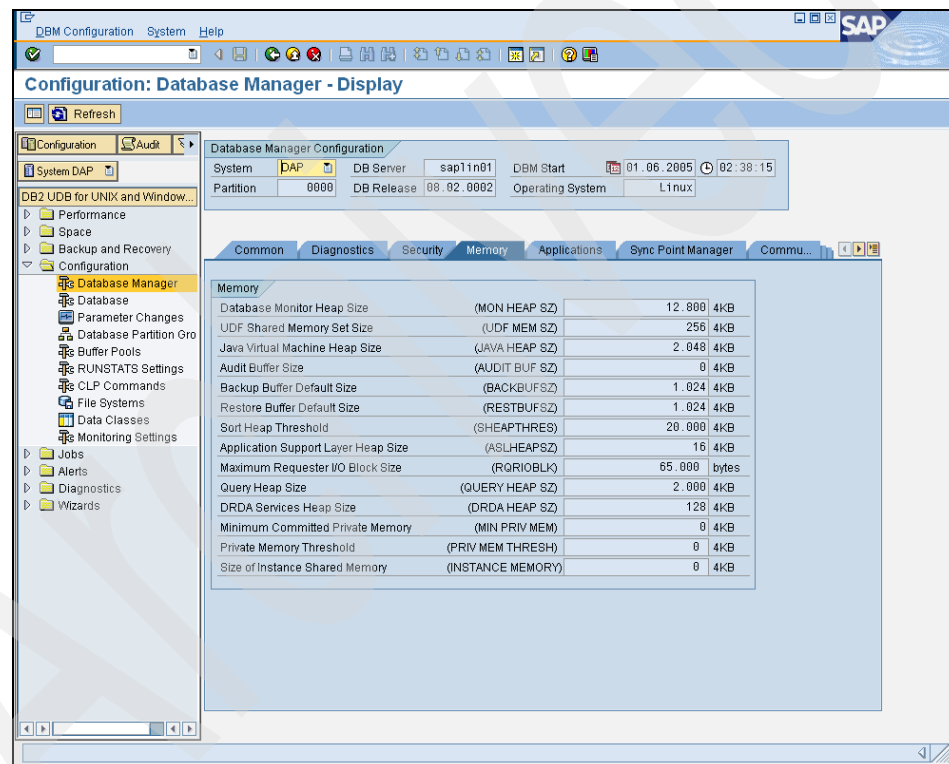 DBM Configuration System Help
SAP
Configuration: Database Manager - Display
Refresh
Configuration Audit
System DAP
DB2 UDB for UNIX and Window...
Performance
Space
Backup and Recovery
Configuration
Database Manager
Database
Parameter Changes
Database Partition Gro
Buffer Pools
RUNSTATS Settings
CLP Commands
File Systems
Data Classes
Monitoring Settings
Jobs
Alerts
Diagnostics
Wizards
Database Manager Configuration
System DAP DB Server saplin01 DBM Start 01.06.2005 02:38:15
Partition 0000 DB Release 08.02.0002 Operating System Linux
Common Diagnostics Security Memory Applications Sync Point Manager Commu...
Memory
Database Monitor Heap Size (MON HEAP SZ) 12.800 4KB
UDF Shared Memory Set Size (UDF MEM SZ) 256 4KB
Java Virtual Machine Heap Size (JAVA HEAP SZ) 2.048 4KB
Audit Buffer Size (AUDIT BUF SZ) 0 4KB
Backup Buffer Default Size (BACKBUFSZ) 1.024 4KB
Restore Buffer Default Size (RESTBUFSZ) 1.024 4KB
Sort Heap Threshold (SHEAPTHRES) 20.000 4KB
Application Support Layer Heap Size (ASLHEAPSZ) 16 4KB
Maximum Requester I/O Block Size (RQRIOBLK) 65.000 bytes
Query Heap Size (QUERY HEAP SZ) 2.000 4KB
DRDA Services Heap Size (DRDA HEAP SZ) 128 4KB
Minimum Committed Private Memory (MIN PRIV MEM) 0 4KB
Private Memory Threshold (PRIV MEM THRESH) 0 4KB
Size of Instance Shared Memory (INSTANCE MEMORY) 0 4KB